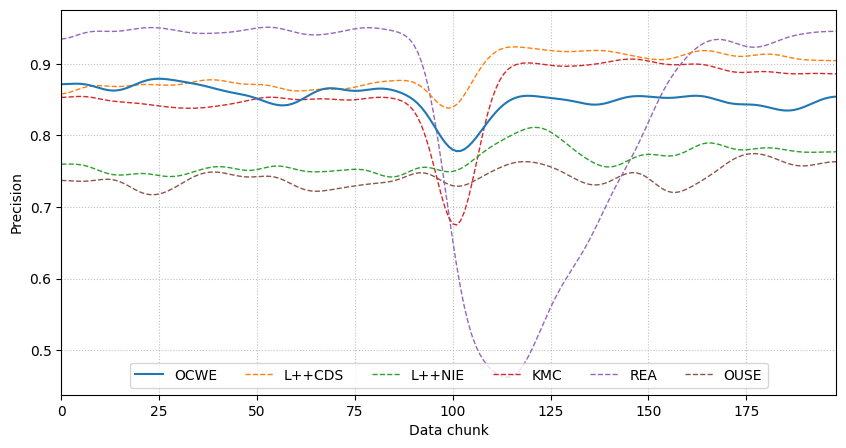 Precision
0.9
0.8
0.7
0.6
0.5
OCWE L++CDS L++NIE KMC REA OUSE
0 25 50 75 100 125 150 175
Data chunk